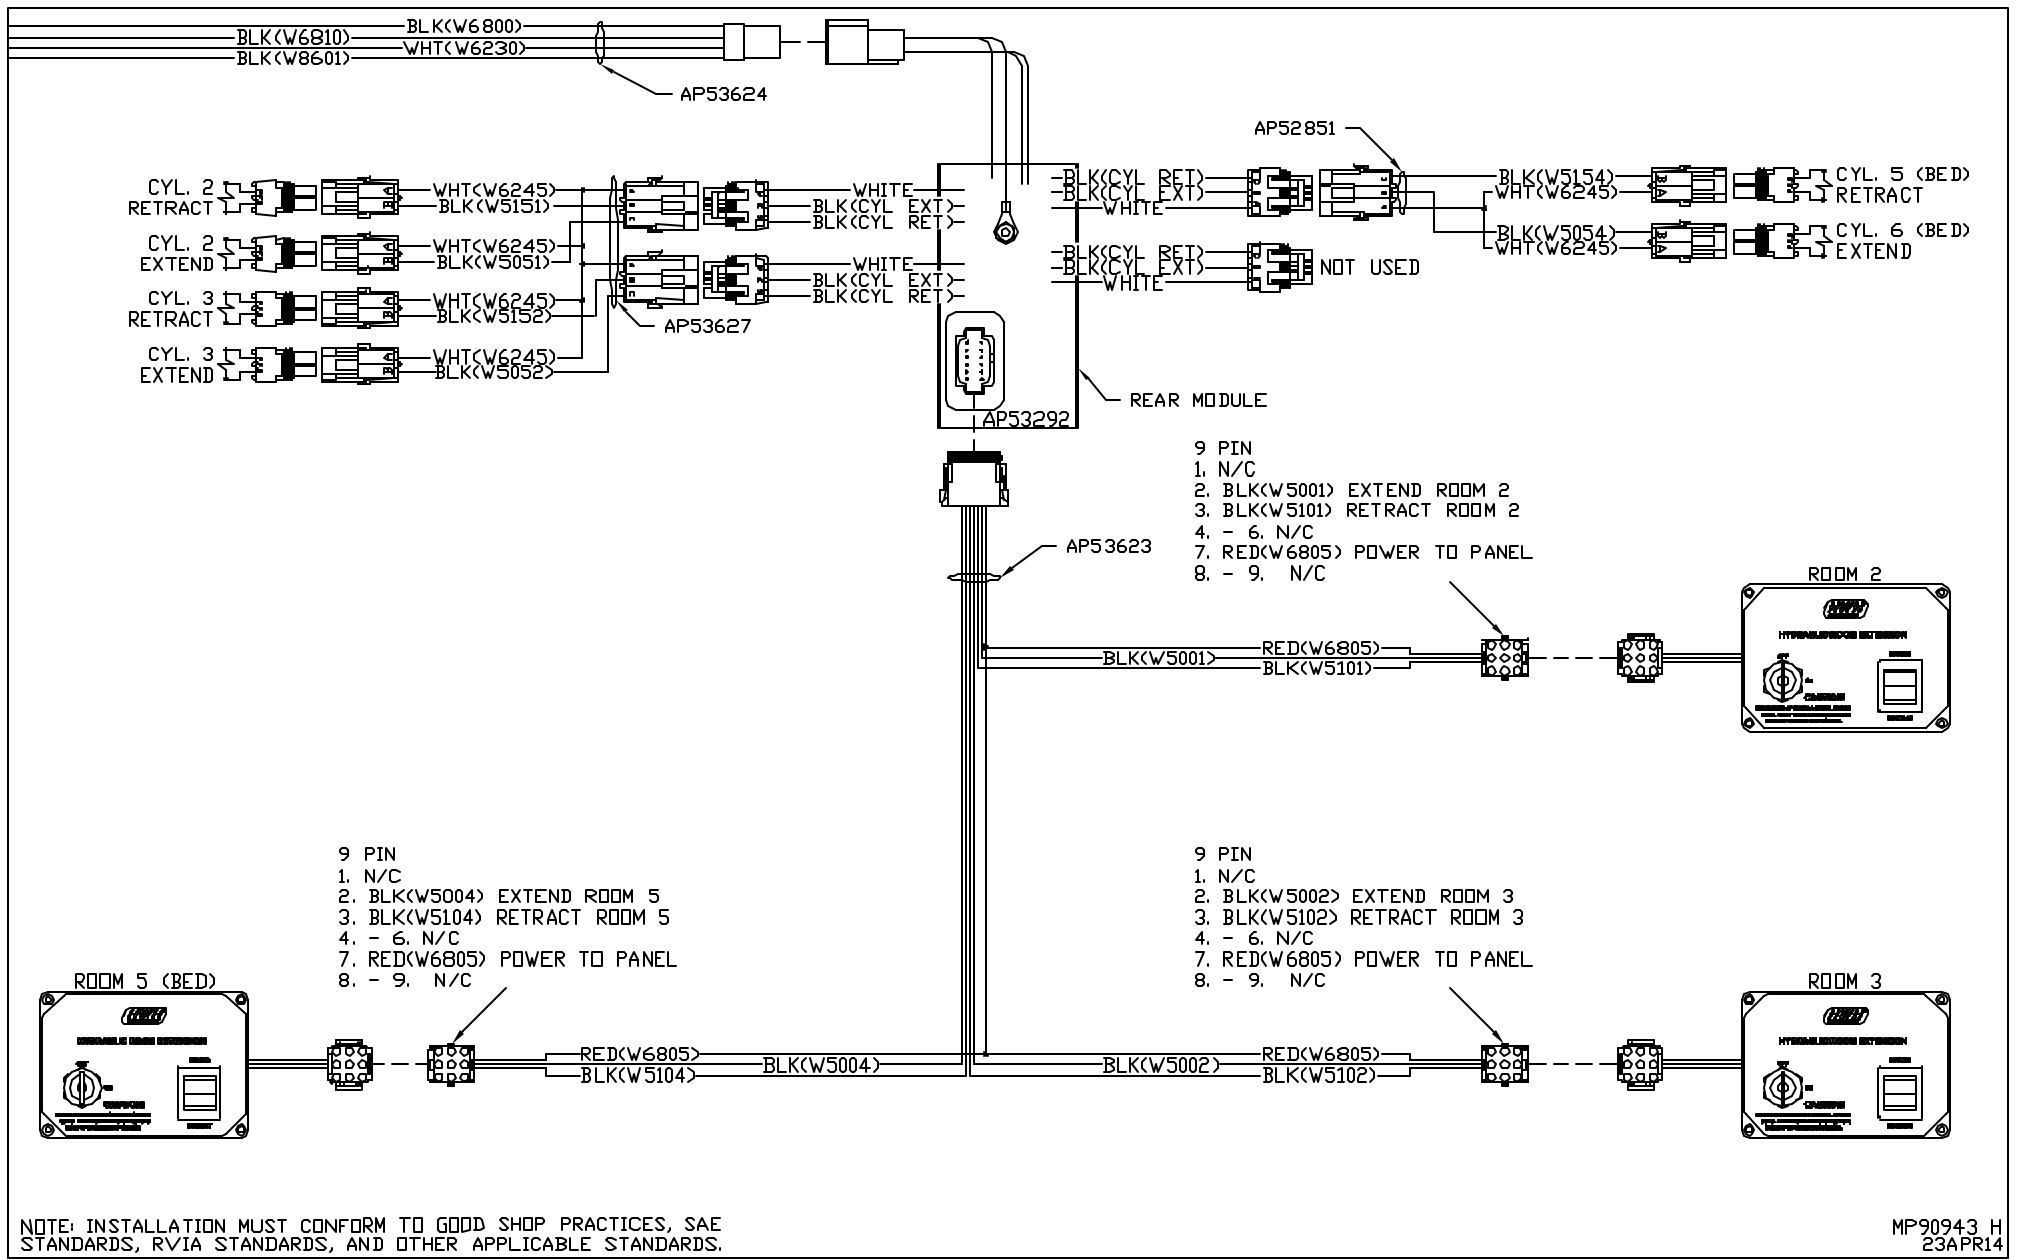 BLK(W6800)
BLK(W6810)
WHT(W6230)
BLK(W8601)
AP53624
AP52851
CYL. 2
RETRACT
WHT(W6245)
BLK(W5151)
CYL. 2
EXTEND
WHT(W6245)
BLK(W5051)
CYL. 3
RETRACT
WHT(W6245)
BLK(W5152)
CYL. 3
EXTEND
WHT(W6245)
BLK(W5052)
AP53627
WHITE
BLK(CYL EXT)
BLK(CYL RET)
WHITE
BLK(CYL EXT)
BLK(CYL RET)
BLK(CYL RET)
BLK(CYL EXT)
WHITE
BLK(CYL RET)
BLK(CYL EXT)
WHITE
NOT USED
BLK(W5154)
WHT(W6245)
CYL. 5 (BED)
RETRACT
BLK(W5054)
WHT(W6245)
CYL. 6 (BED)
EXTEND
REAR MODULE
AP53292
AP53623
9 PIN
1. N/C
2. BLK(W5001) EXTEND ROOM 2
3. BLK(W5101) RETRACT ROOM 2
4. - 6. N/C
7. RED(W6805) POWER TO PANEL
8. - 9. N/C
ROOM 2
RED(W6805)
BLK(W5001)
BLK(W5101)
9 PIN
1. N/C
2. BLK(W5004) EXTEND ROOM 5
3. BLK(W5104) RETRACT ROOM 5
4. - 6. N/C
7. RED(W6805) POWER TO PANEL
8. - 9. N/C
ROOM 5 (BED)
HYDRAULIC ROOM EXTENSION
RED(W6805)
BLK(W5004)
BLK(W5104)
9 PIN
1. N/C
2. BLK(W5002) EXTEND ROOM 3
3. BLK(W5102) RETRACT ROOM 3
4. - 6. N/C
7. RED(W6805) POWER TO PANEL
8. - 9. N/C
ROOM 3
BLK(W5002)
RED(W6805)
BLK(W5102)
NOTE: INSTALLATION MUST CONFORM TO GOOD SHOP PRACTICES, SAE
STANDARDS, RVIA STANDARDS, AND OTHER APPLICABLE STANDARDS.
MP90943 H
23APR14